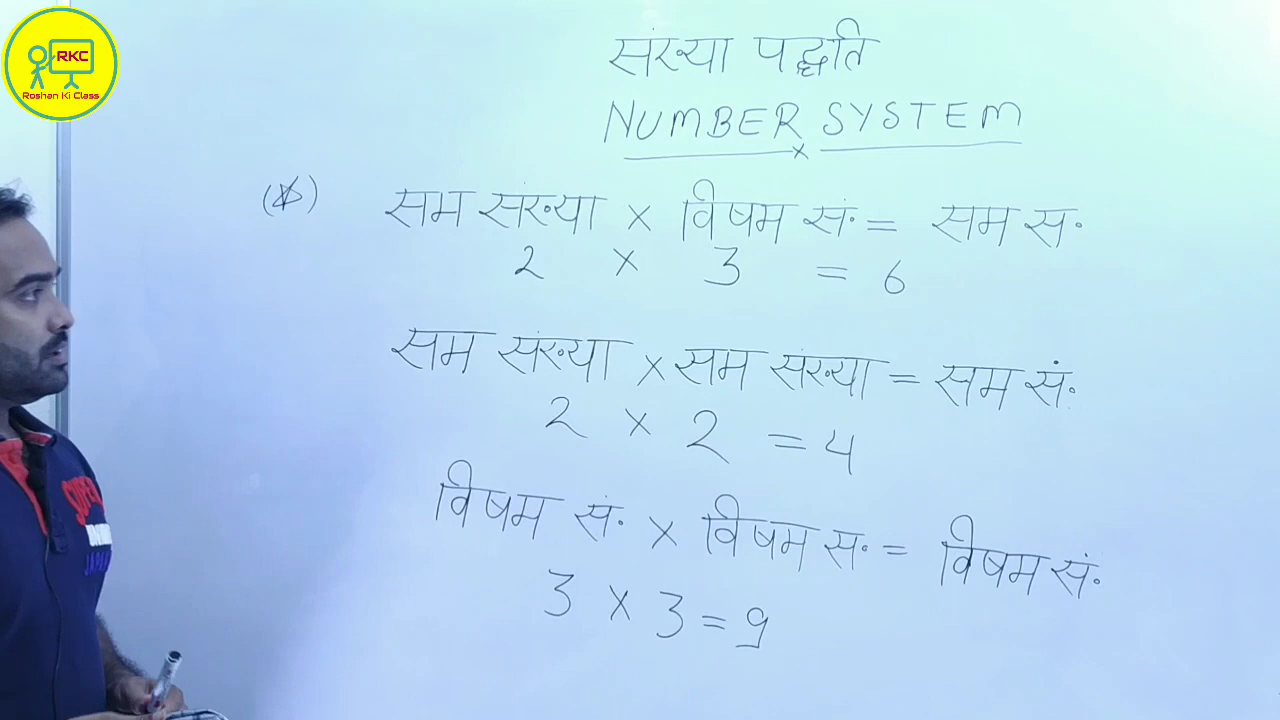 RKC
Roshan Ki Class
संख्या पद्धति
NUMBER SYSTEM
सम संख्या × विषम सं॰ = सम स॰
2 × 3 = 6
सम संख्या × सम संख्या = सम सं॰
2 × 2 = 4
विषम सं॰ × विषम स॰ = विषम सं॰
3 × 3 = 9
SUPER